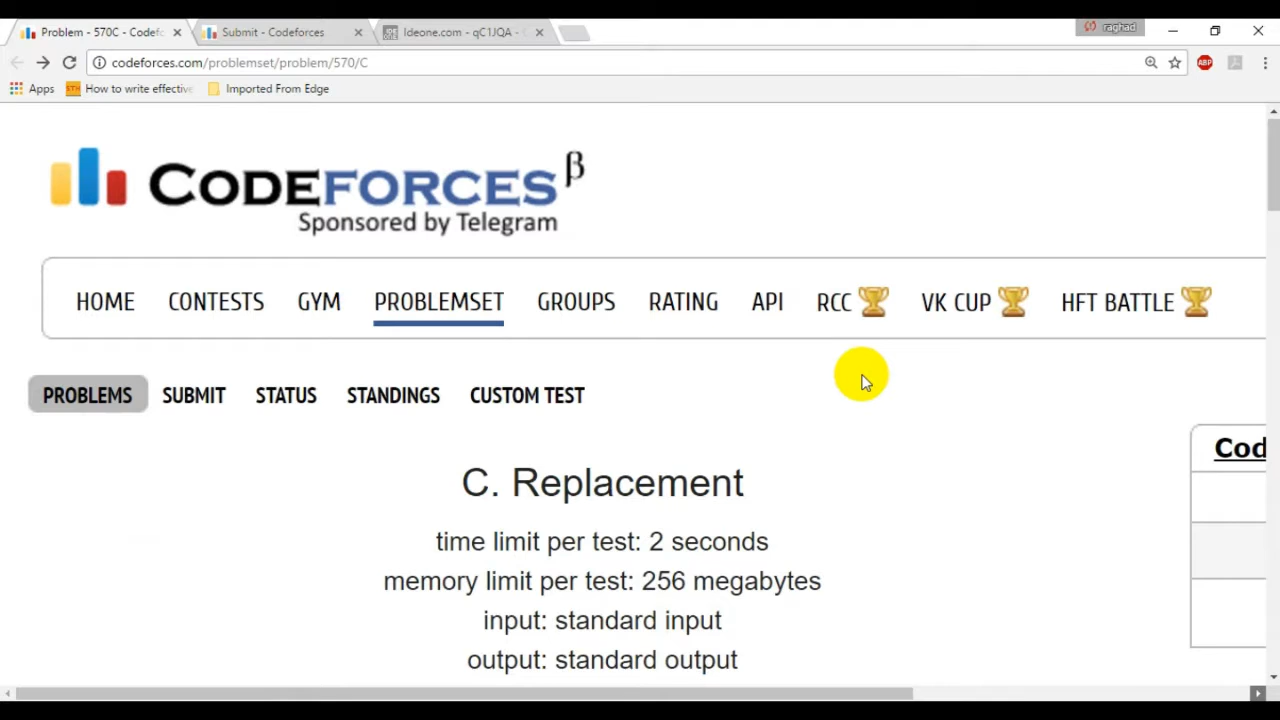 Problem - 570C - Codefo
Submit - Codeforces
Ideone.com - qC1JQA -
raghad
codeforces.com/problemset/problem/570/C
ABP
Apps
STH
How to write effective
Imported From Edge
CODEFORCES β
Sponsored by Telegram
HOME CONTESTS GYM PROBLEMSET GROUPS RATING API RCC VK CUP HFT BATTLE
PROBLEMS SUBMIT STATUS STANDINGS CUSTOM TEST
Cod
C. Replacement
time limit per test: 2 seconds
memory limit per test: 256 megabytes
input: standard input
output: standard output